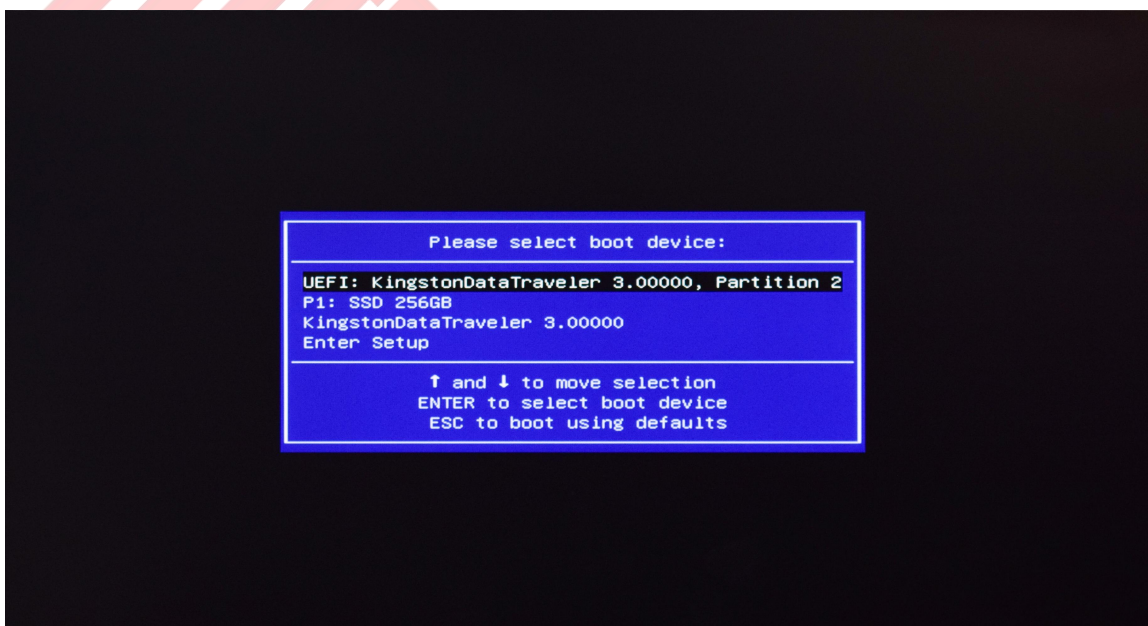 Please select boot device:
UEFI: KingstonDataTraveler 3.00000, Partition 2
P1: SSD 256GB
KingstonDataTraveler 3.00000
Enter Setup
↑ and ↓ to move selection
ENTER to select boot device
ESC to boot using defaults